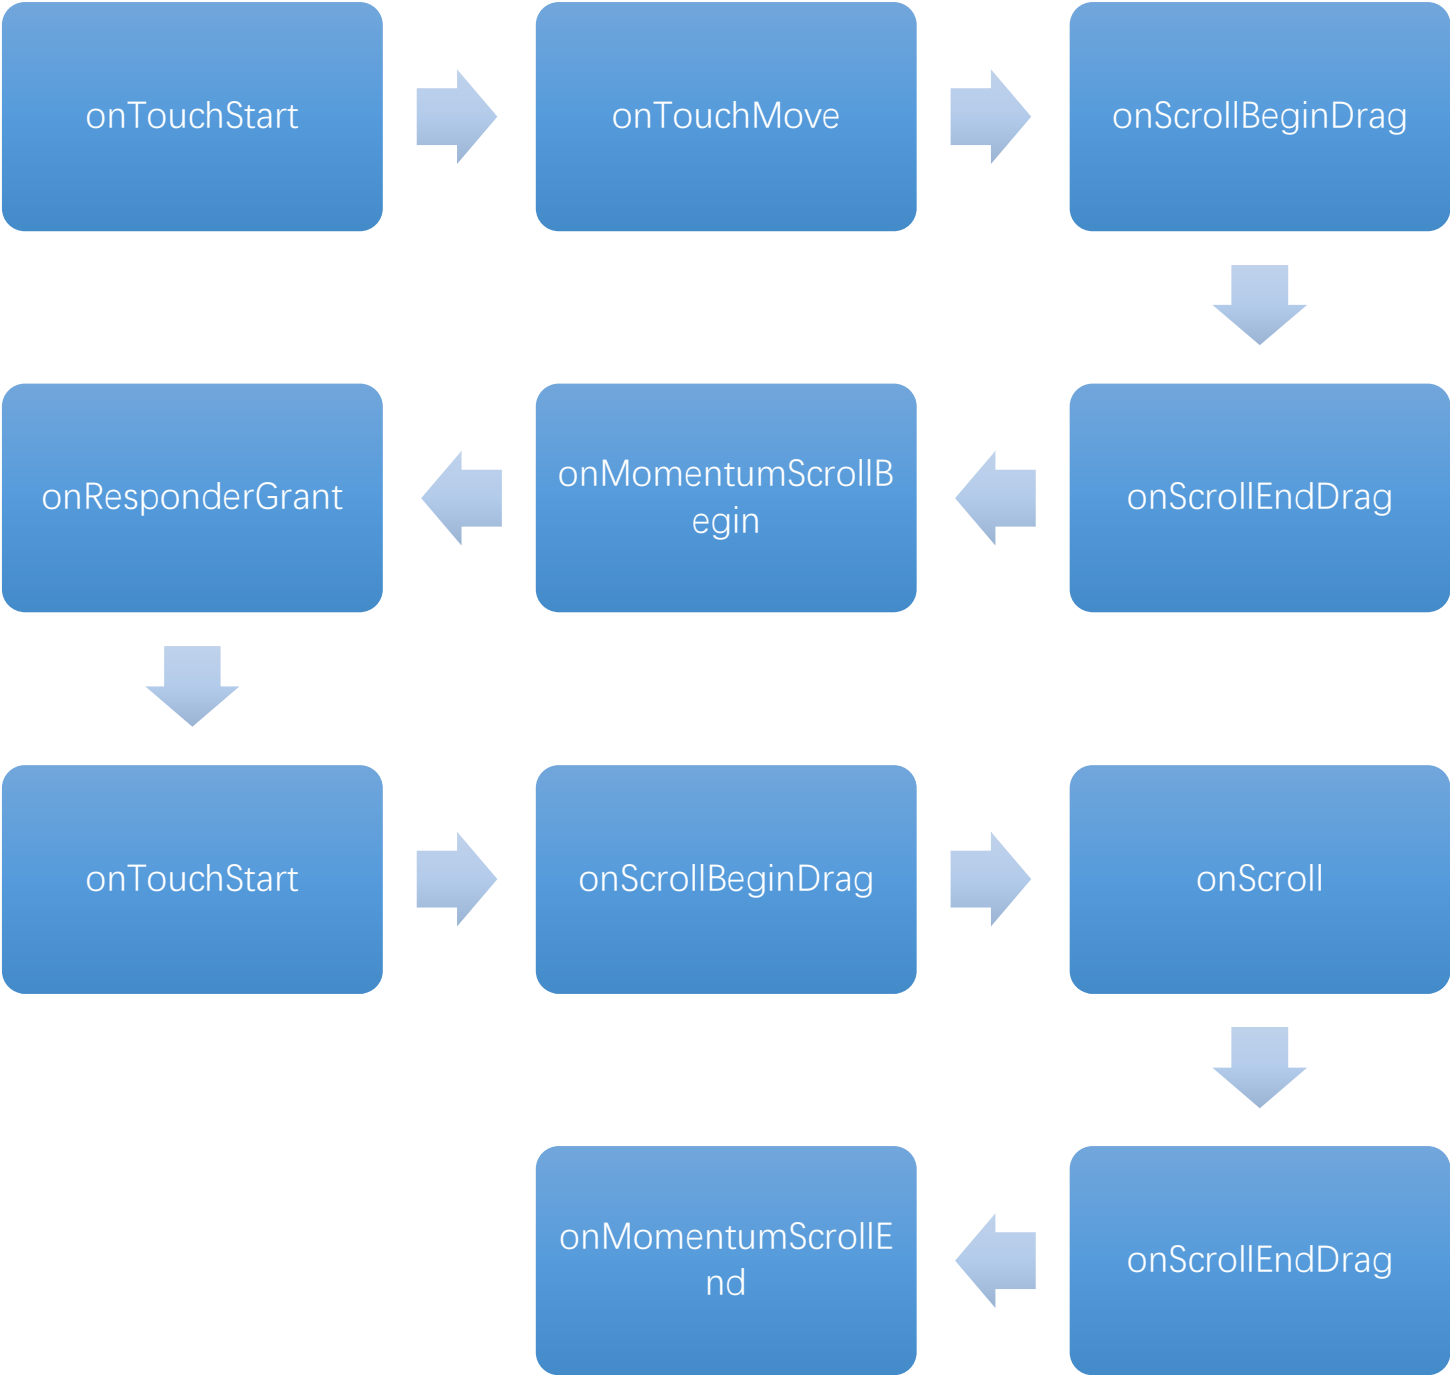 onTouchStart
onTouchMove
onScrollBeginDrag
onScrollEndDrag
onMomentumScrollB
egin
onResponderGrant
onTouchStart
onScrollBeginDrag
onScroll
onScrollEndDrag
onMomentumScrollE
nd